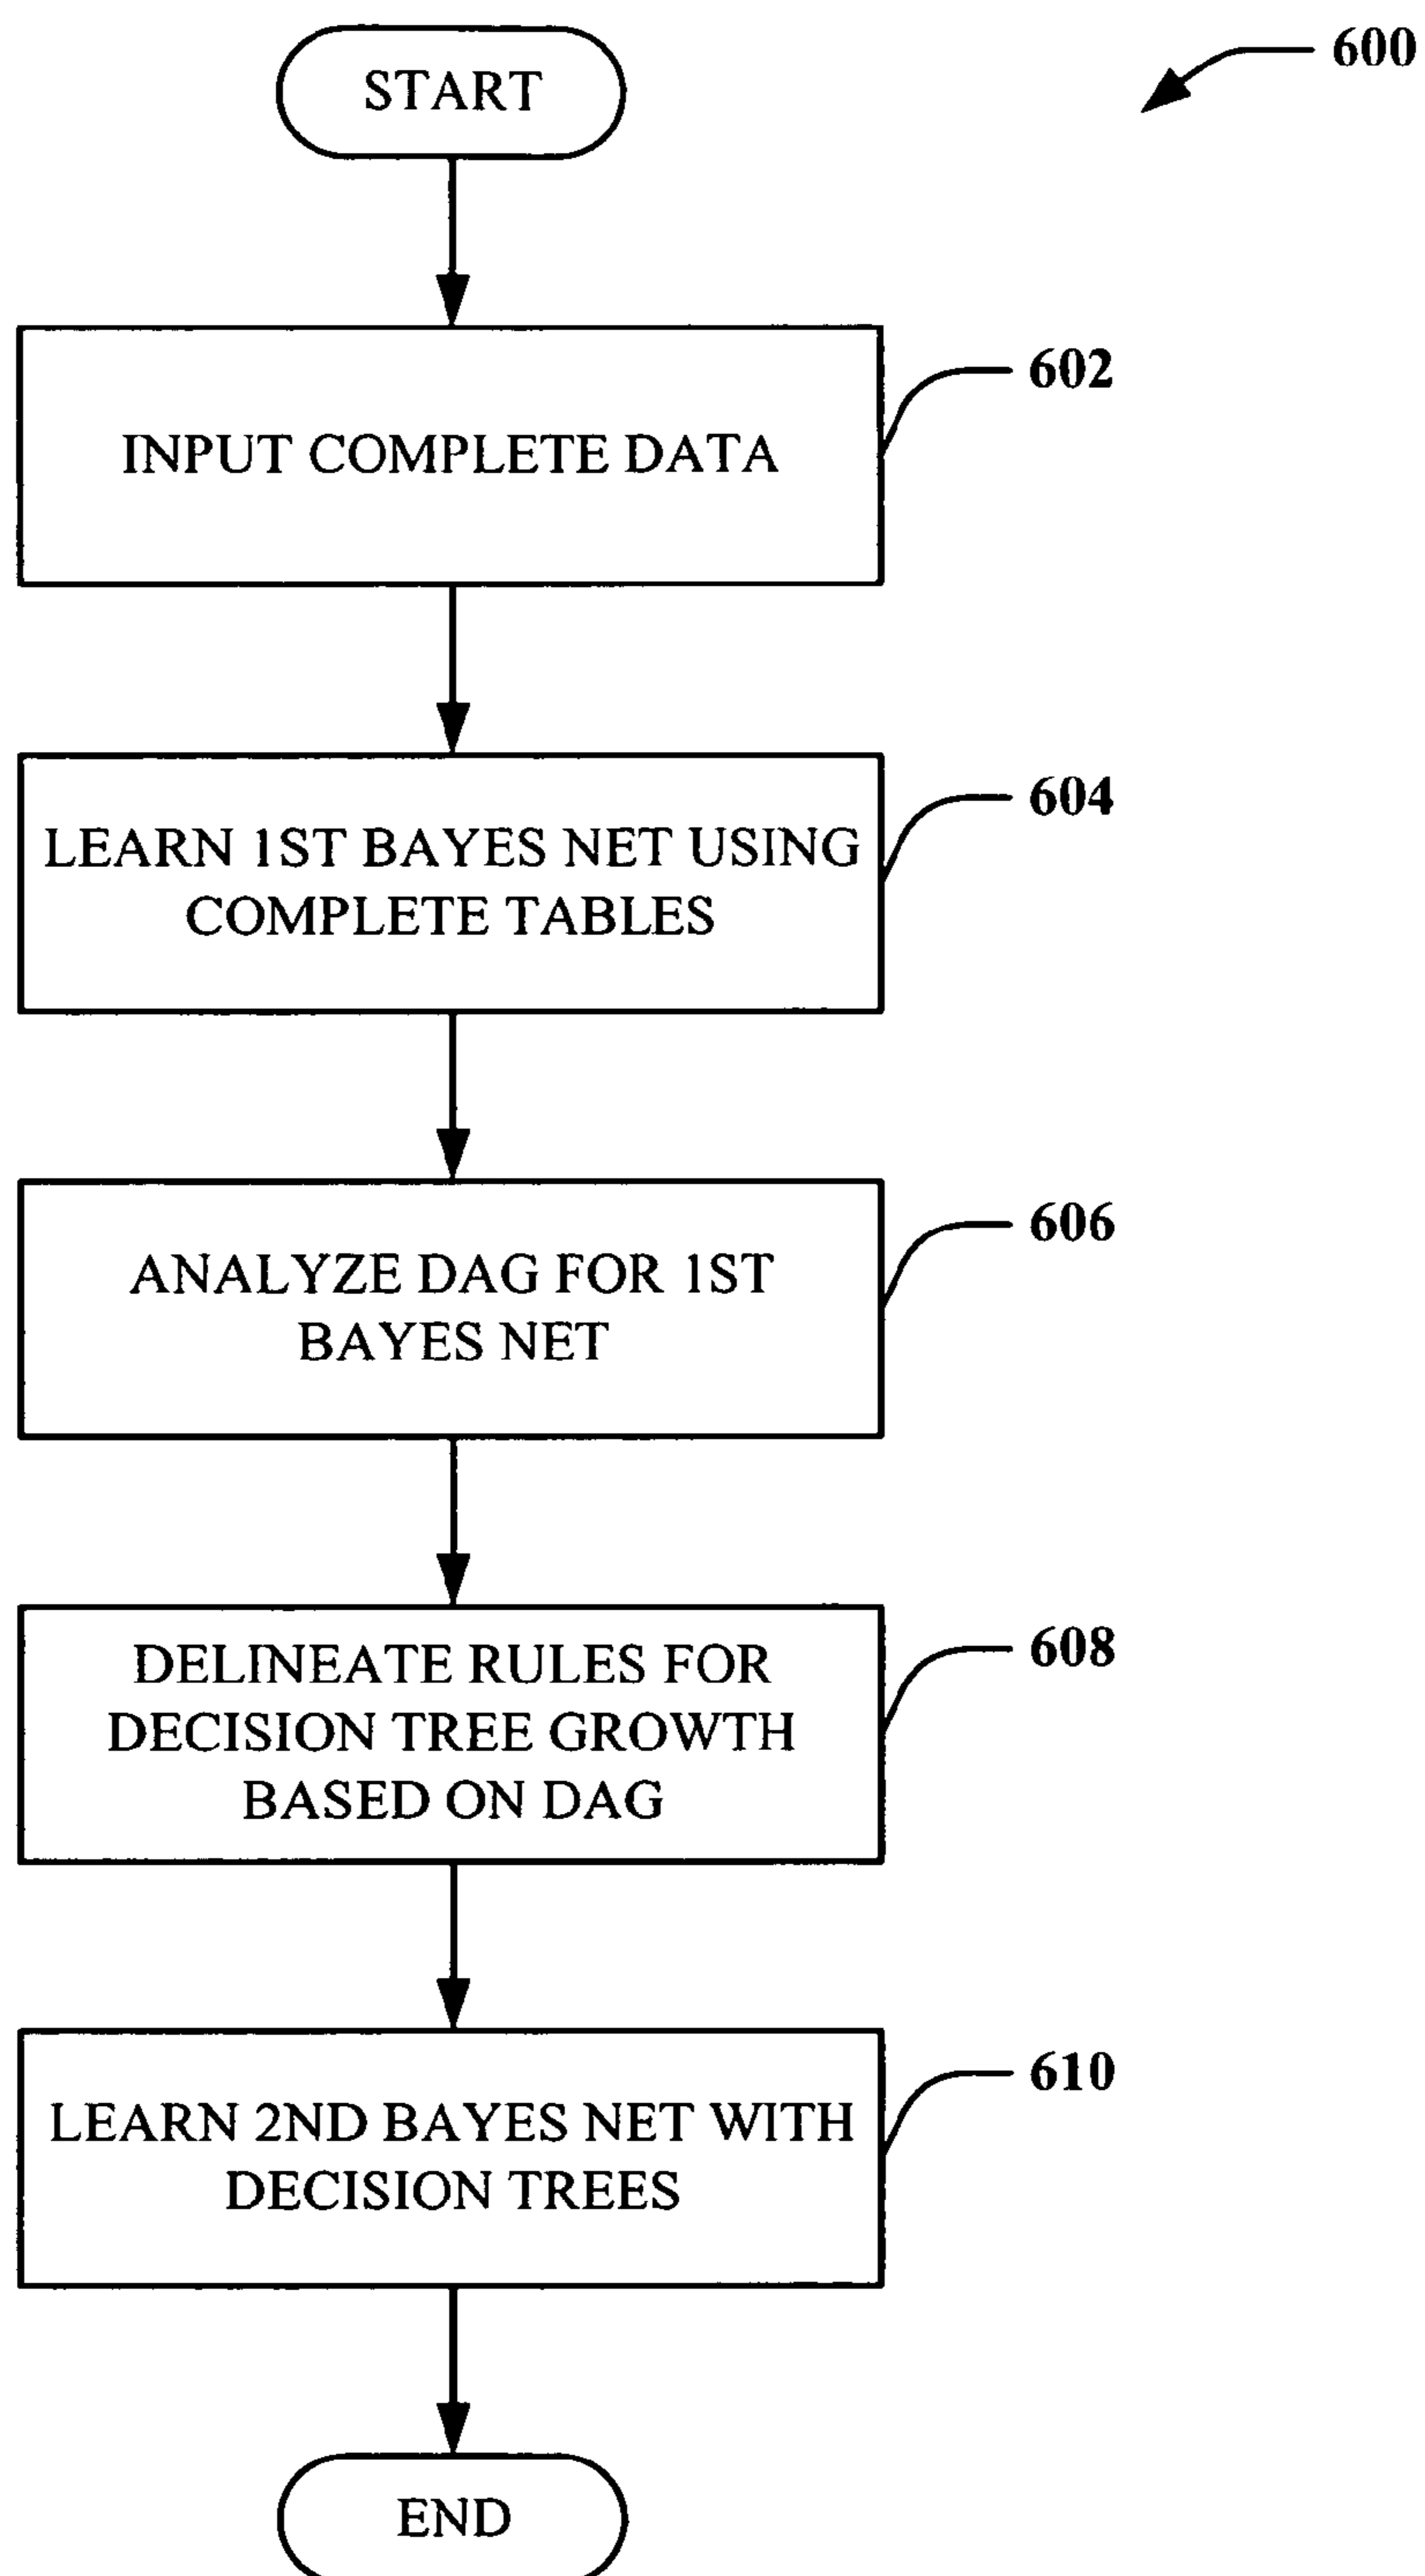 START
600
INPUT COMPLETE DATA
602
LEARN 1ST BAYES NET USING
COMPLETE TABLES
604
ANALYZE DAG FOR 1ST
BAYES NET
606
DELINEATE RULES FOR
DECISION TREE GROWTH
BASED ON DAG
608
LEARN 2ND BAYES NET WITH
DECISION TREES
610
END